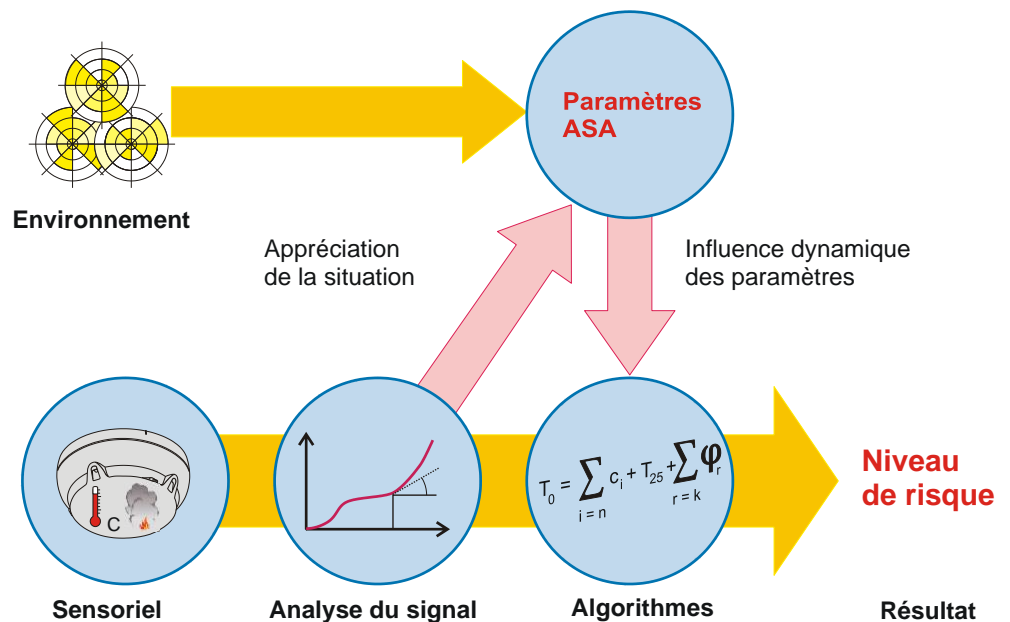 Paramètres
ASA
Environnement
Appréciation
de la situation
Influence dynamique
des paramètres
C
T₀ = ∑ cᵢ + T₂₅ + ∑ φᵣ
i = n
r = k
Niveau
de risque
Sensoriel
Analyse du signal
Algorithmes
Résultat